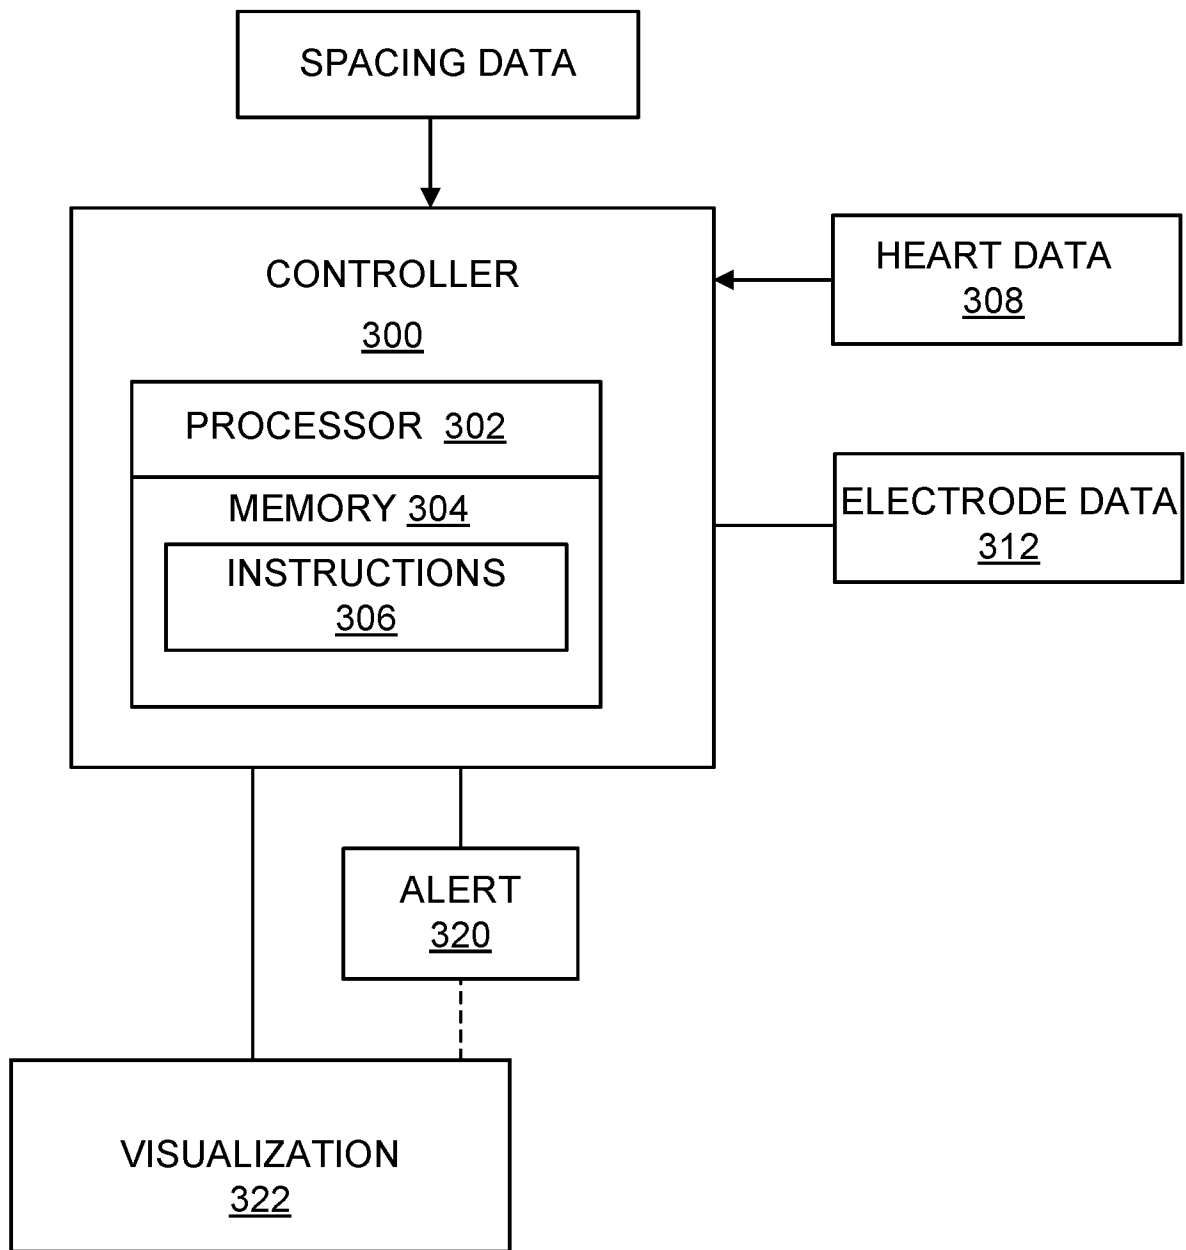 SPACING DATA
CONTROLLER
300
HEART DATA
308
PROCESSOR 302
MEMORY 304
INSTRUCTIONS
306
ELECTRODE DATA
312
ALERT
320
VISUALIZATION
322